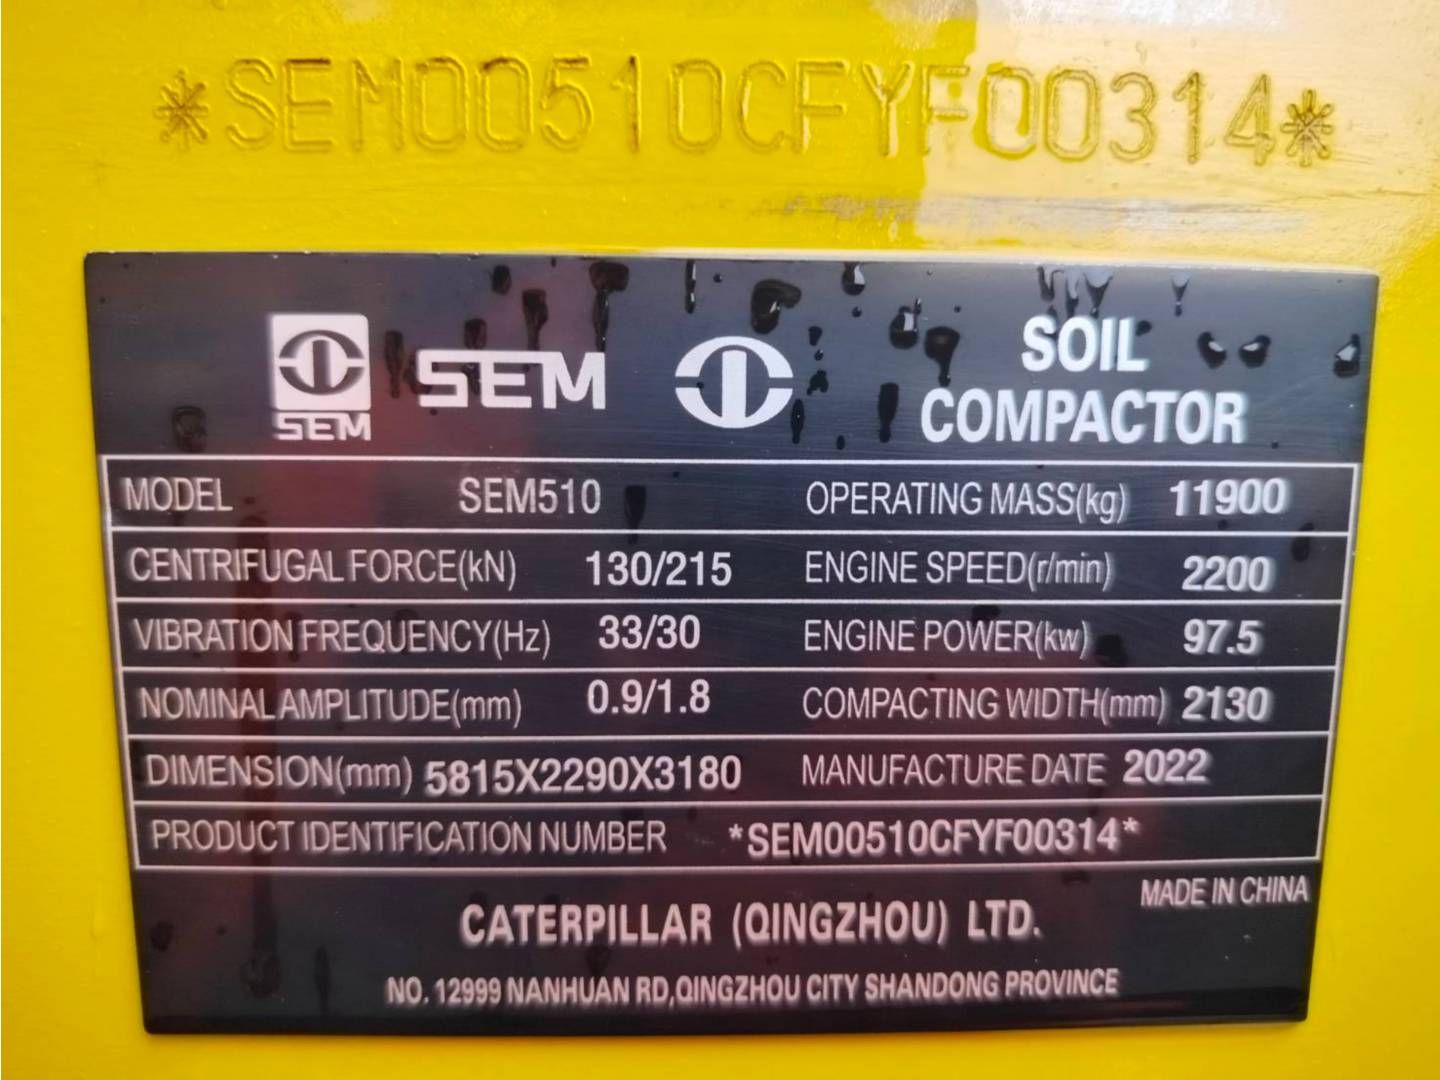 *SEM00510CFYF00314*
SEM
SEM
SOIL
COMPACTOR
MODEL SEM510 OPERATING MASS(kg) 11900
CENTRIFUGAL FORCE(kN) 130/215 ENGINE SPEED(r/min) 2200
VIBRATION FREQUENCY(Hz) 33/30 ENGINE POWER(kw) 97.5
NOMINAL AMPLITUDE(mm) 0.9/1.8 COMPACTING WIDTH(mm) 2130
DIMENSION(mm) 5815X2290X3180 MANUFACTURE DATE 2022
PRODUCT IDENTIFICATION NUMBER *SEM00510CFYF00314*
MADE IN CHINA
CATERPILLAR (QINGZHOU) LTD.
NO. 12999 NANHUAN RD,QINGZHOU CITY SHANDONG PROVINCE